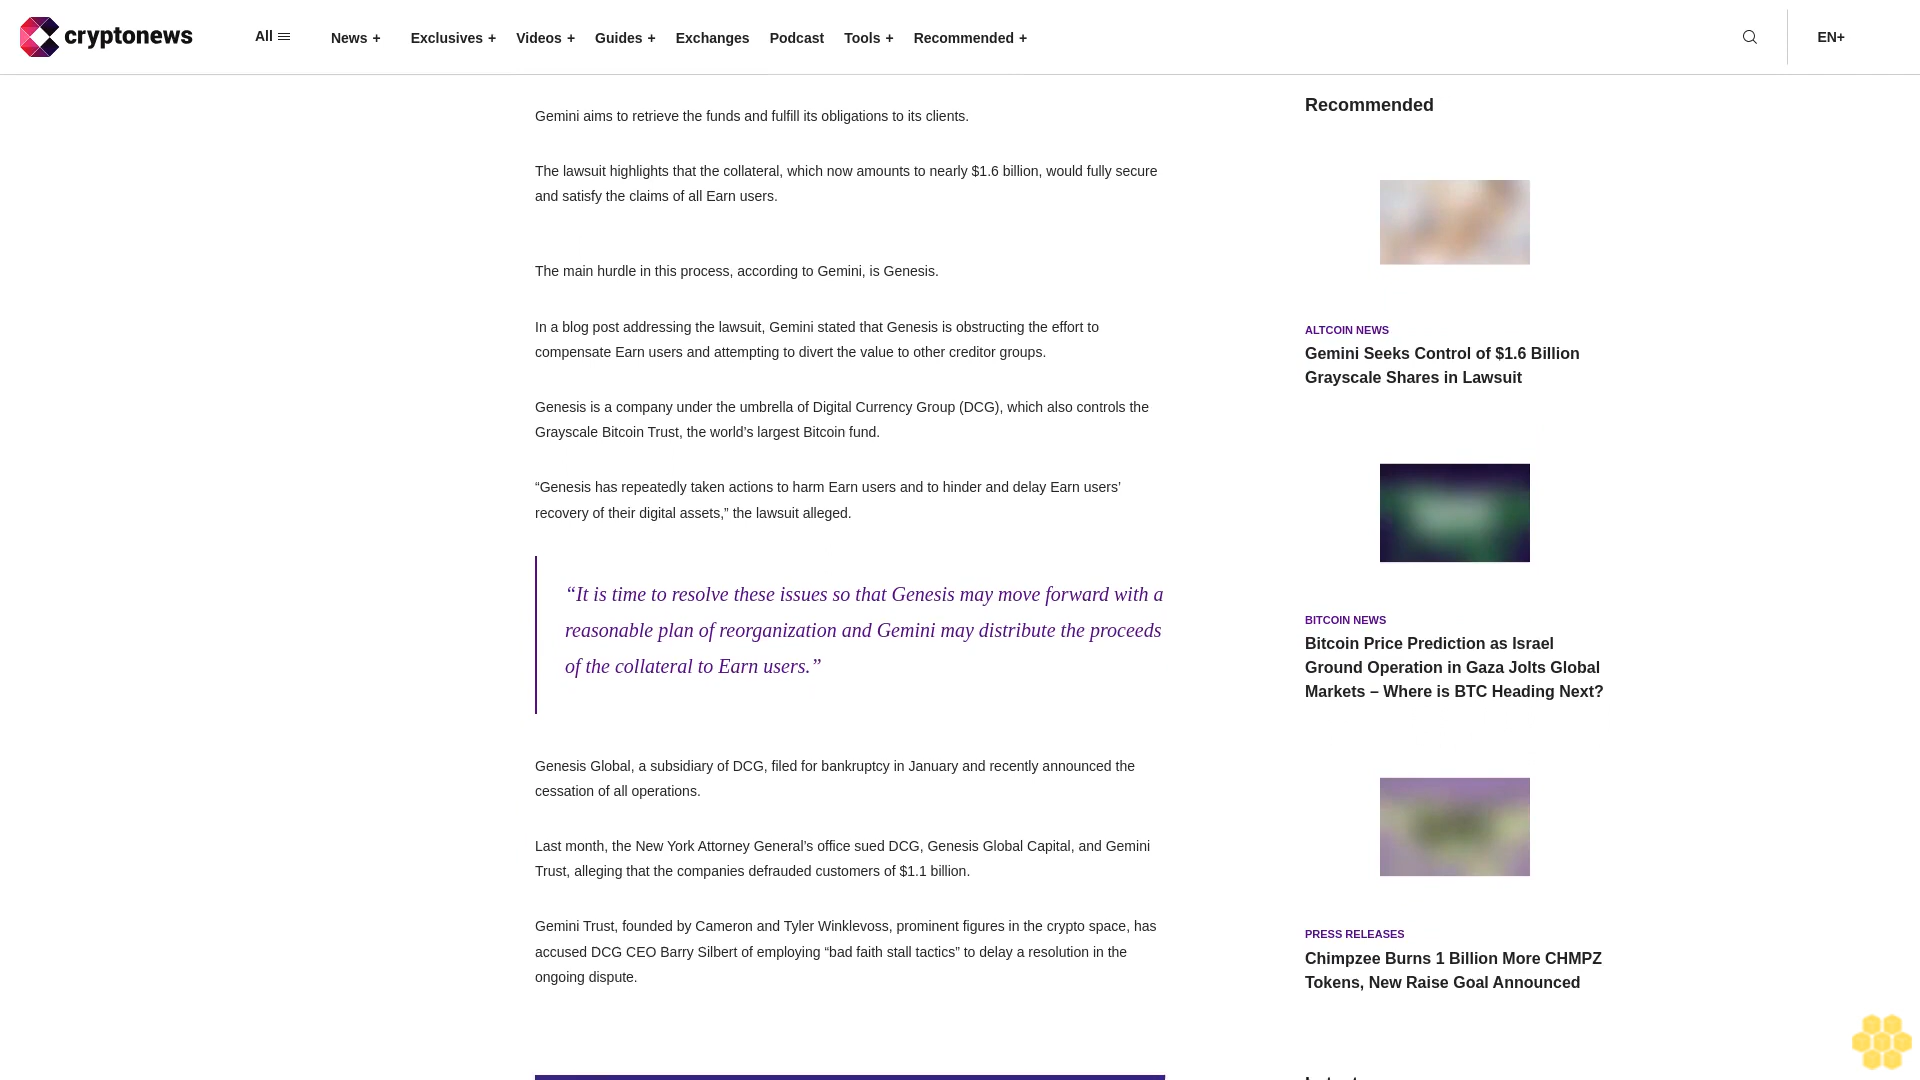 cryptonews
All
News +
Exclusives +
Videos +
Guides +
Exchanges
Podcast
Tools +
Recommended +
EN+
Gemini aims to retrieve the funds and fulfill its obligations to its clients.
The lawsuit highlights that the collateral, which now amounts to nearly $1.6 billion, would fully secure
and satisfy the claims of all Earn users.
The main hurdle in this process, according to Gemini, is Genesis.
In a blog post addressing the lawsuit, Gemini stated that Genesis is obstructing the effort to
compensate Earn users and attempting to divert the value to other creditor groups.
Genesis is a company under the umbrella of Digital Currency Group (DCG), which also controls the
Grayscale Bitcoin Trust, the world’s largest Bitcoin fund.
“Genesis has repeatedly taken actions to harm Earn users and to hinder and delay Earn users’
recovery of their digital assets,” the lawsuit alleged.
“It is time to resolve these issues so that Genesis may move forward with a
reasonable plan of reorganization and Gemini may distribute the proceeds
of the collateral to Earn users.”
Genesis Global, a subsidiary of DCG, filed for bankruptcy in January and recently announced the
cessation of all operations.
Last month, the New York Attorney General’s office sued DCG, Genesis Global Capital, and Gemini
Trust, alleging that the companies defrauded customers of $1.1 billion.
Gemini Trust, founded by Cameron and Tyler Winklevoss, prominent figures in the crypto space, has
accused DCG CEO Barry Silbert of employing “bad faith stall tactics” to delay a resolution in the
ongoing dispute.
Recommended
ALTCOIN NEWS
Gemini Seeks Control of $1.6 Billion
Grayscale Shares in Lawsuit
BITCOIN NEWS
Bitcoin Price Prediction as Israel
Ground Operation in Gaza Jolts Global
Markets – Where is BTC Heading Next?
PRESS RELEASES
Chimpzee Burns 1 Billion More CHMPZ
Tokens, New Raise Goal Announced